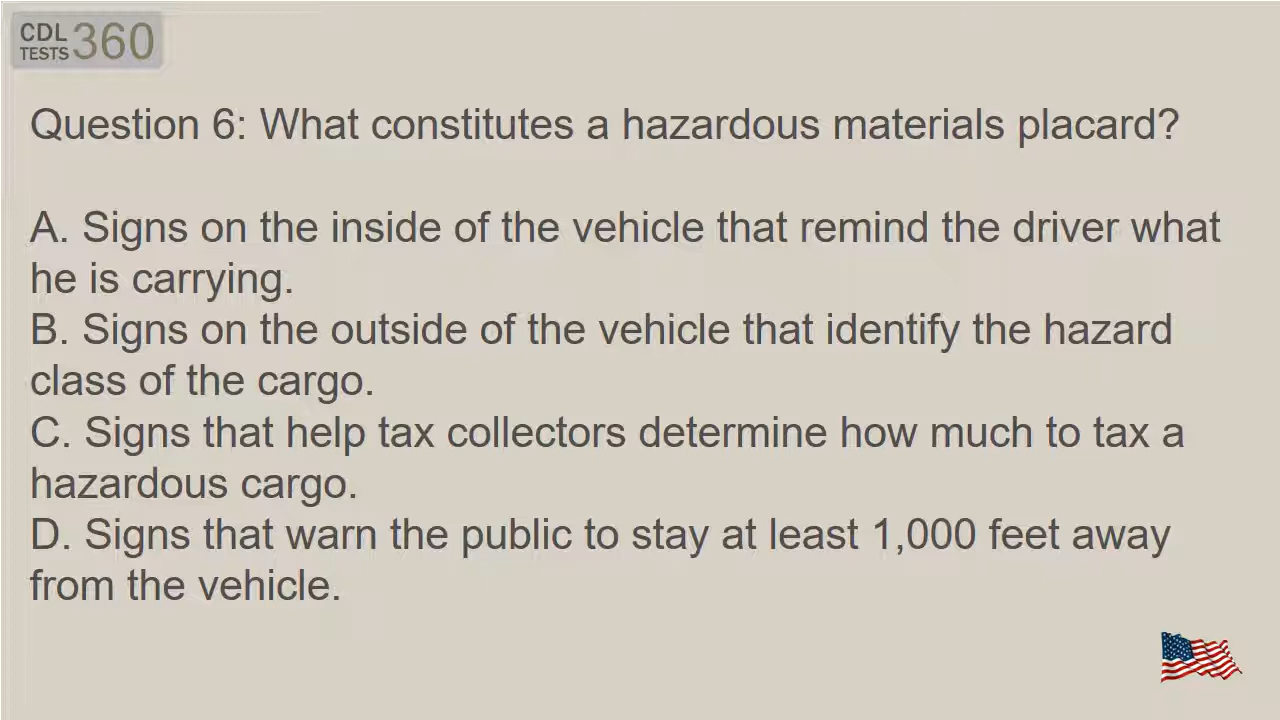 CDL
TESTS 360
Question 6: What constitutes a hazardous materials placard?
A. Signs on the inside of the vehicle that remind the driver what
he is carrying.
B. Signs on the outside of the vehicle that identify the hazard
class of the cargo.
C. Signs that help tax collectors determine how much to tax a
hazardous cargo.
D. Signs that warn the public to stay at least 1,000 feet away
from the vehicle.